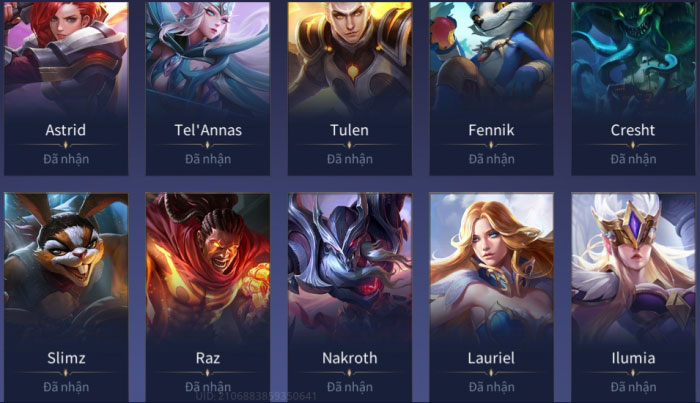 Astrid
Tel'Annas
Tulen
Fennik
Cresht
Đã nhận
Đã nhận
Đã nhận
Đã nhận
Đã nhận
Slimz
Raz
Nakroth
Lauriel
Ilumia
Đã nhận
Đã nhận
Đã nhận
Đã nhận
Đã nhận
UID: 2106883859350641